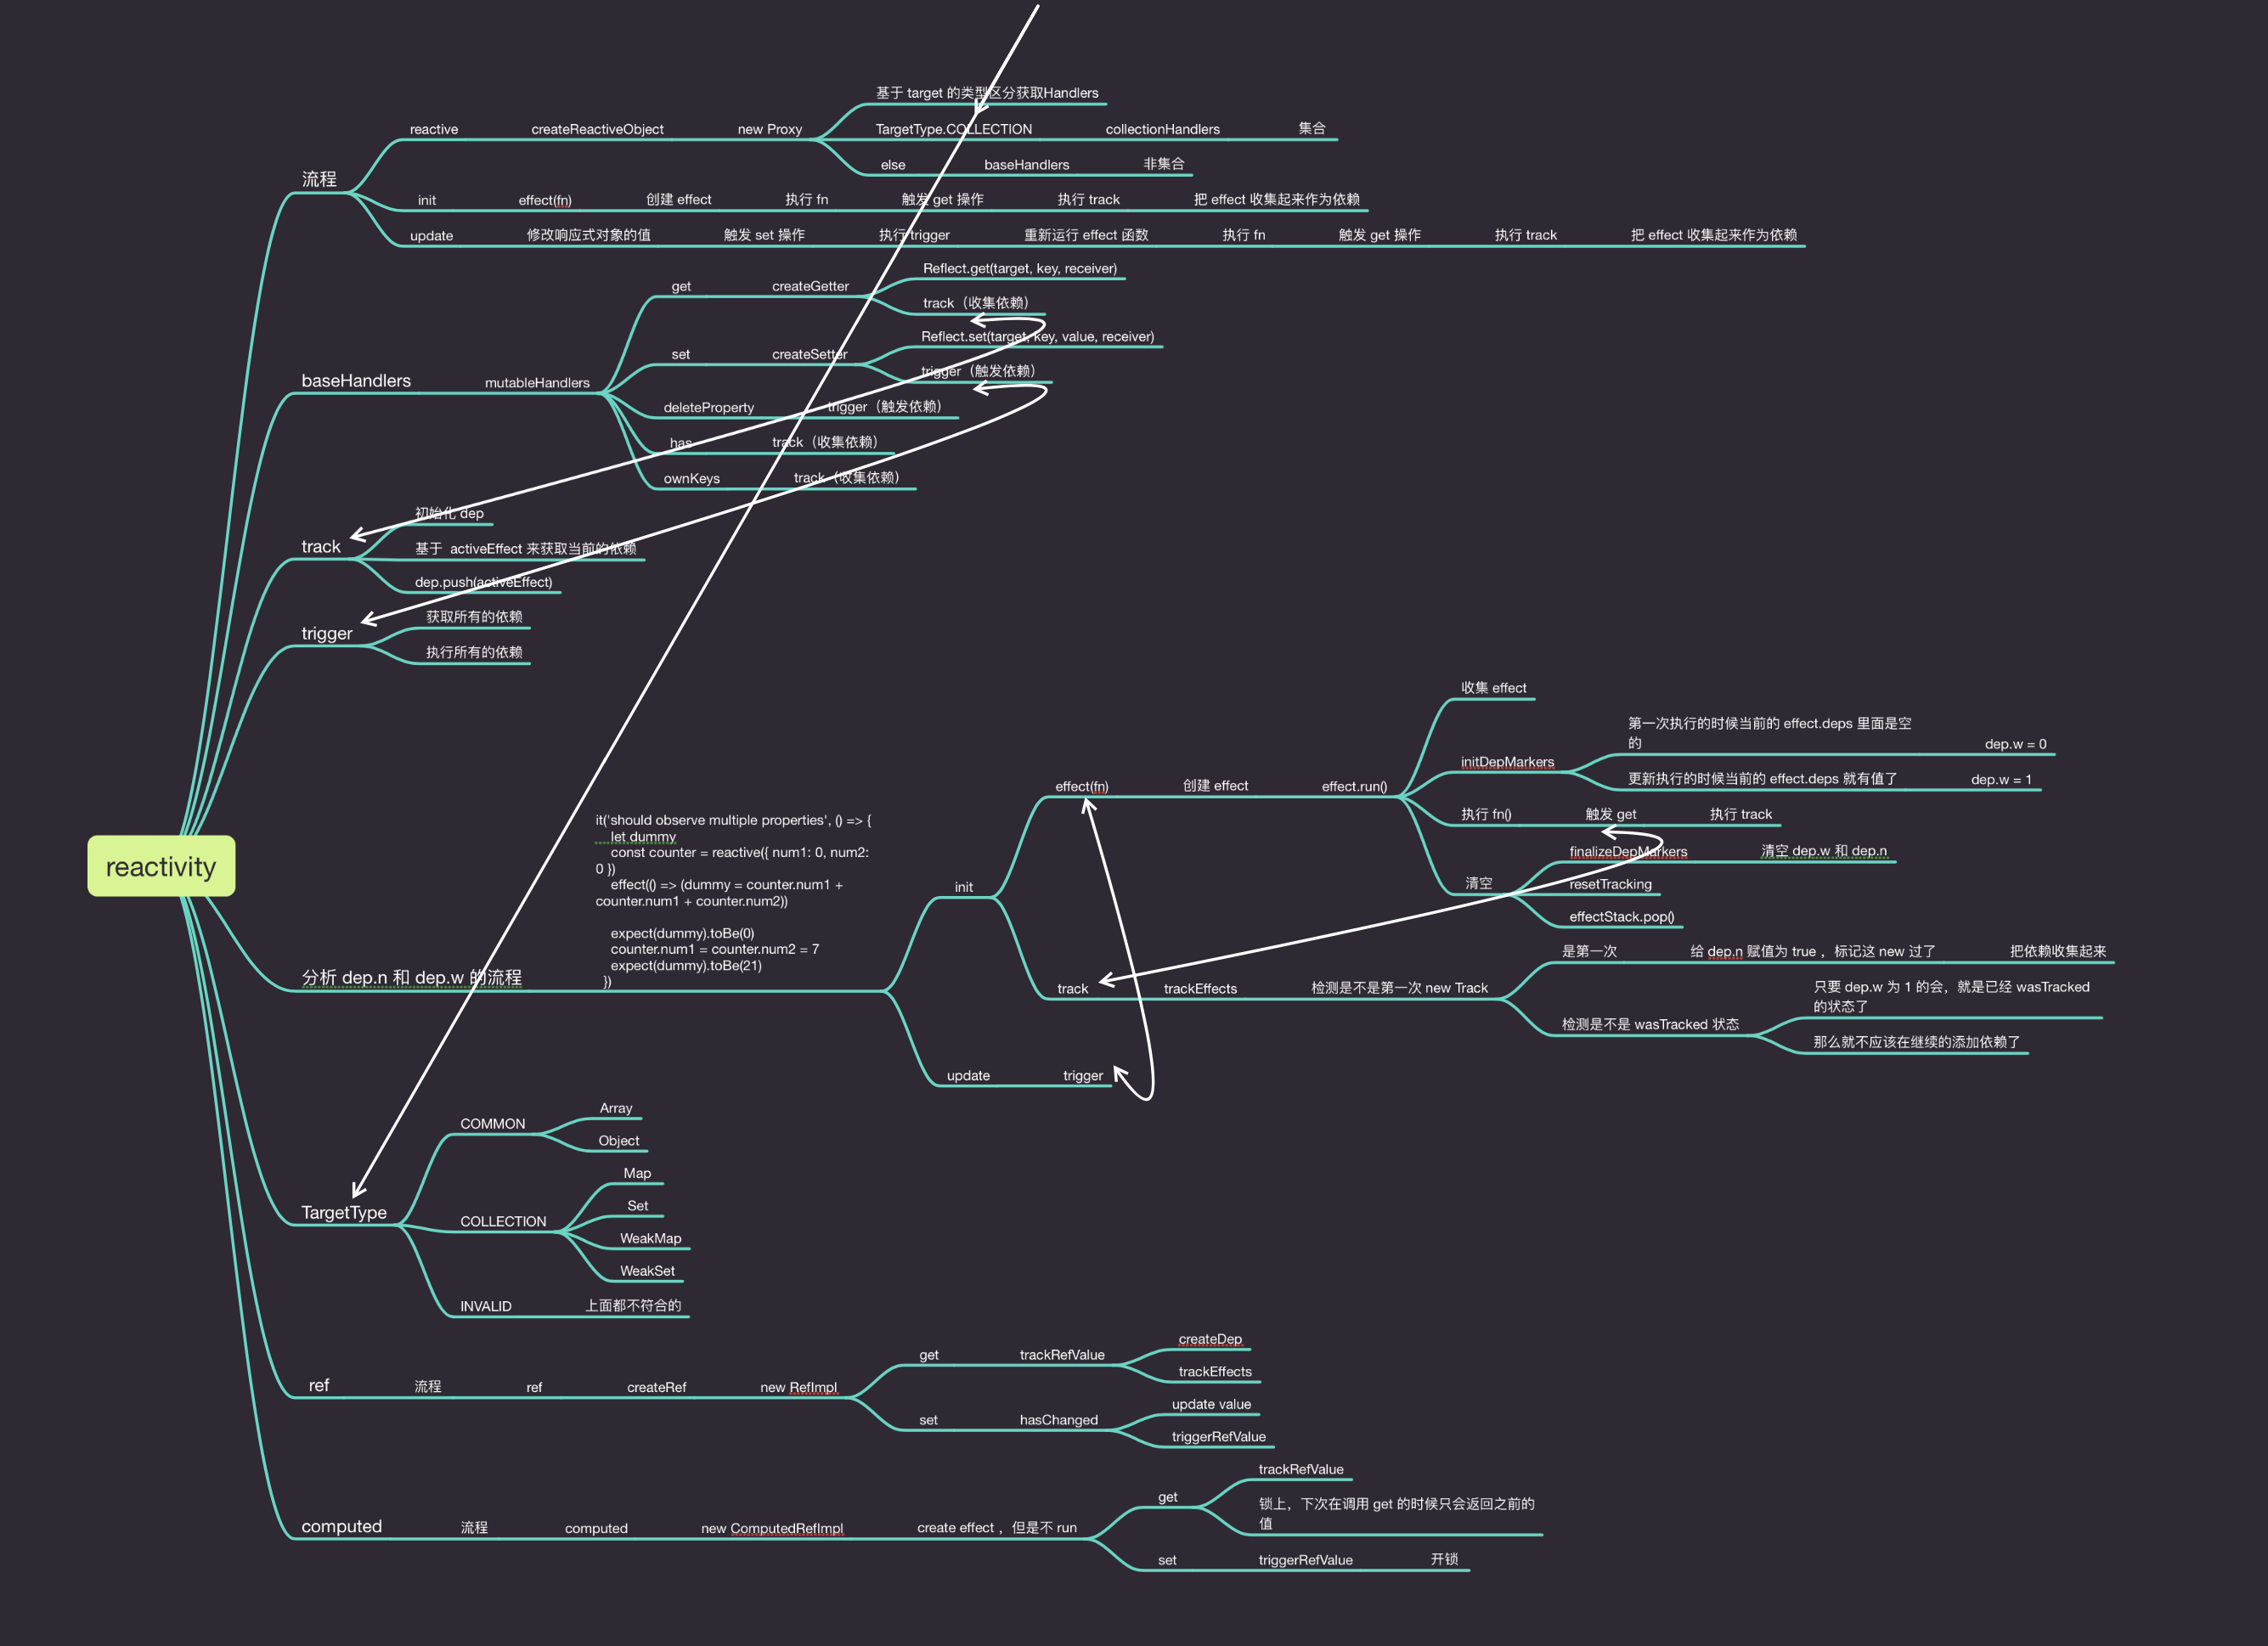 reactivity
流程
reactive
createReactiveObject
new Proxy
基于 target 的类型区分获取Handlers
TargetType.COLLECTION
collectionHandlers
集合
else
baseHandlers
非集合
init
effect(fn)
创建 effect
执行 fn
触发 get 操作
执行 track
把 effect 收集起来作为依赖
update
修改响应式对象的值
触发 set 操作
执行 trigger
重新运行 effect 函数
执行 fn
触发 get 操作
执行 track
把 effect 收集起来作为依赖
baseHandlers
mutableHandlers
get
createGetter
Reflect.get(target, key, receiver)
track（收集依赖）
set
createSetter
Reflect.set(target, key, value, receiver)
trigger（触发依赖）
deleteProperty
trigger（触发依赖）
has
track（收集依赖）
ownKeys
track（收集依赖）
track
初始化 dep
基于  activeEffect 来获取当前的依赖
dep.push(activeEffect)
trigger
获取所有的依赖
执行所有的依赖
分析 dep.n 和 dep.w 的流程
it('should observe multiple properties', () => {
let dummy
const counter = reactive({ num1: 0, num2:
0 })
effect(() => (dummy = counter.num1 +
counter.num1 + counter.num2))
expect(dummy).toBe(0)
counter.num1 = counter.num2 = 7
expect(dummy).toBe(21)
})
init
effect(fn)
创建 effect
effect.run()
收集 effect
initDepMarkers
第一次执行的时候当前的 effect.deps 里面是空
的
dep.w = 0
更新执行的时候当前的 effect.deps 就有值了
dep.w = 1
执行 fn()
触发 get
执行 track
清空
finalizeDepMarkers
清空 dep.w 和 dep.n
resetTracking
effectStack.pop()
track
trackEffects
检测是不是第一次 new Track
是第一次
给 dep.n 赋值为 true ，标记这 new 过了
把依赖收集起来
检测是不是 wasTracked 状态
只要 dep.w 为 1 的会，就是已经 wasTracked
的状态了
那么就不应该在继续的添加依赖了
update
trigger
TargetType
COMMON
Array
Object
COLLECTION
Map
Set
WeakMap
WeakSet
INVALID
上面都不符合的
ref
流程
ref
createRef
new RefImpl
get
trackRefValue
createDep
trackEffects
set
hasChanged
update value
triggerRefValue
computed
流程
computed
new ComputedRefImpl
create effect ，但是不 run
get
trackRefValue
锁上，下次在调用 get 的时候只会返回之前的
值
set
triggerRefValue
开锁